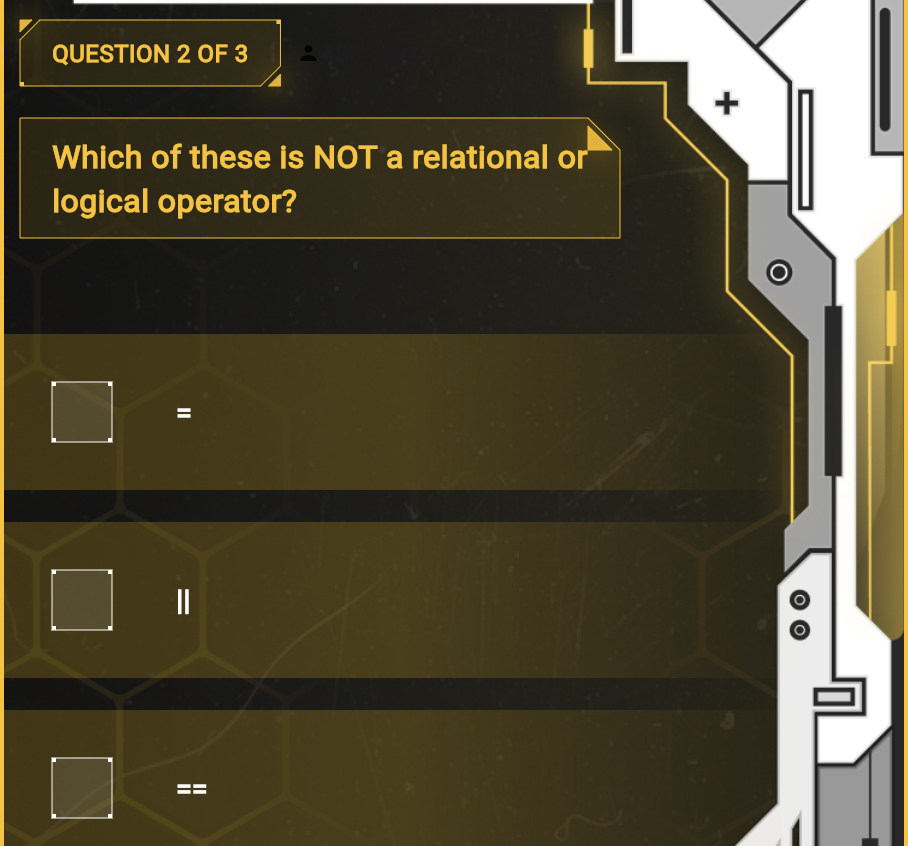 QUESTION 2 OF 3
Which of these is NOT a relational or
logical operator?
=
||
==